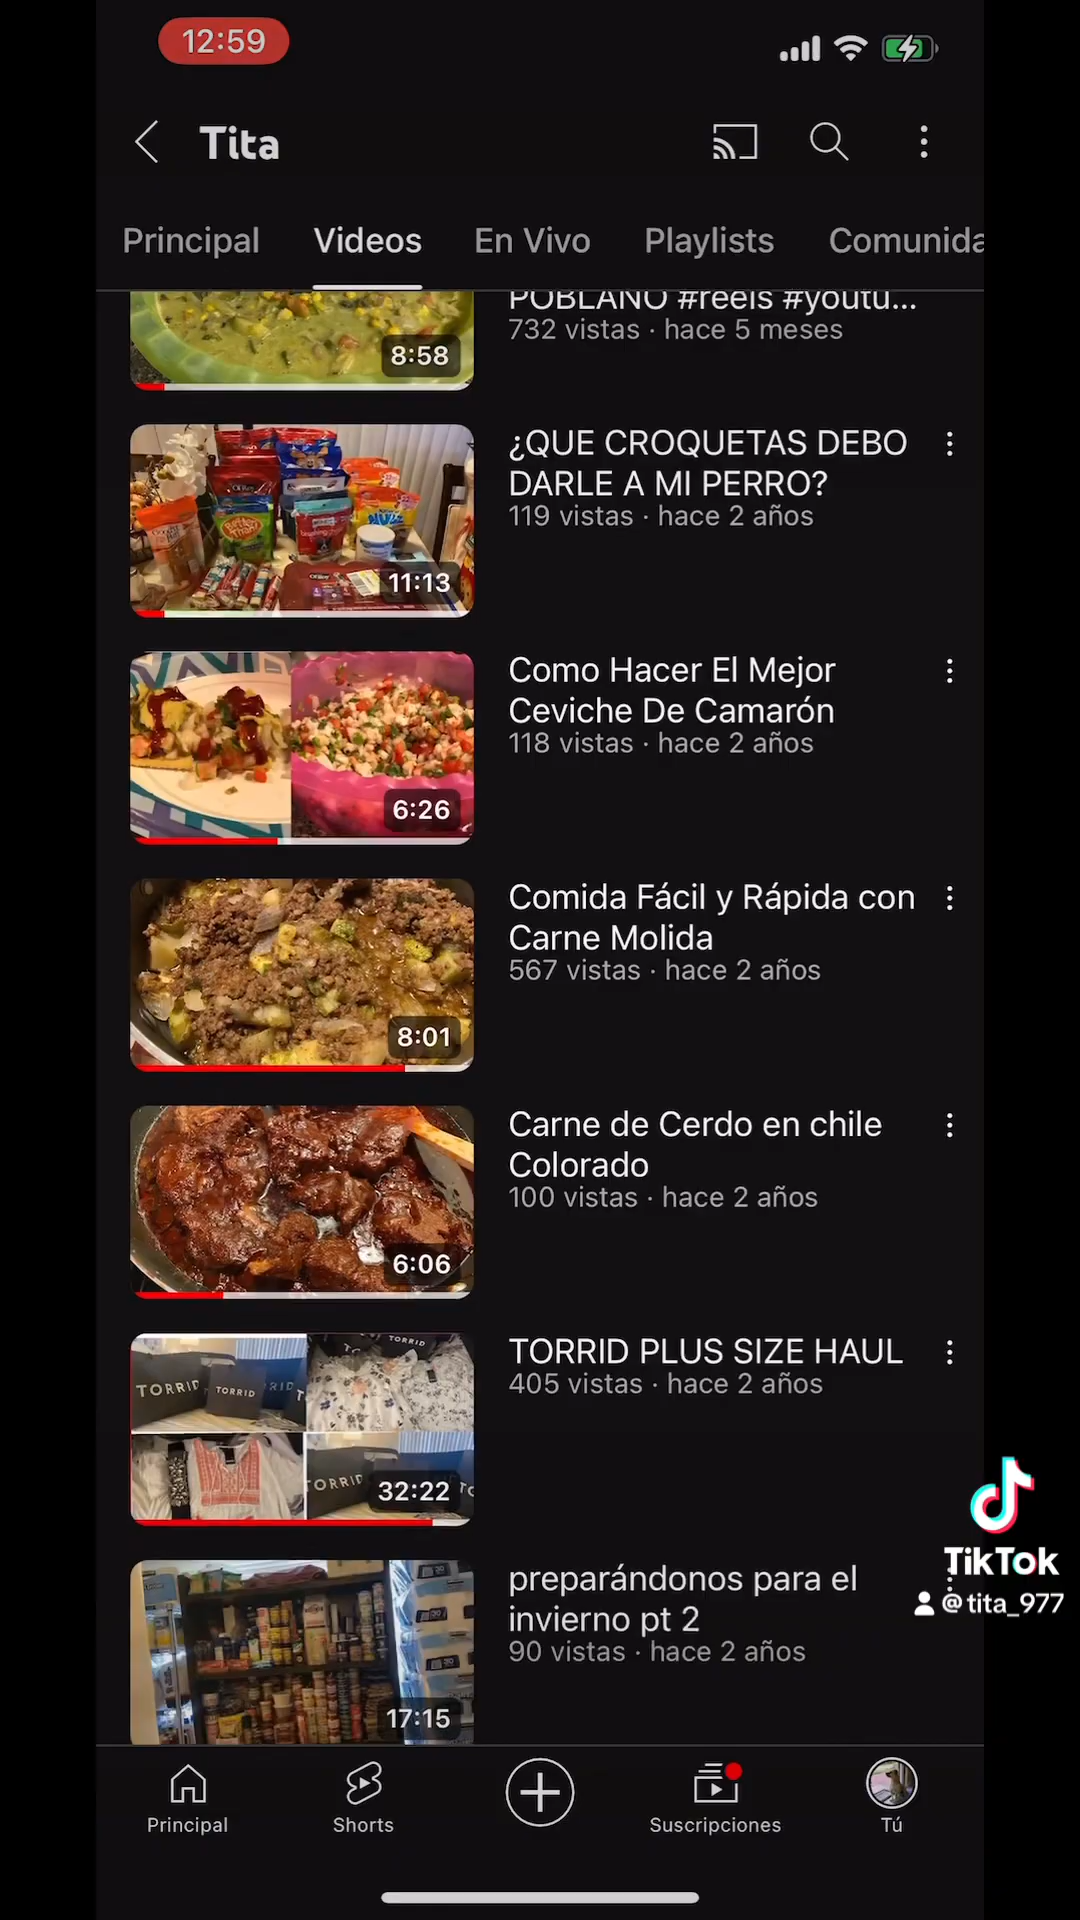 12:59
Tita
Principal Videos En Vivo Playlists Comunida
POBLANO #reels #youtu...
732 vistas · hace 5 meses
8:58
¿QUE CROQUETAS DEBO
DARLE A MI PERRO?
119 vistas · hace 2 años
11:13
Como Hacer El Mejor
Ceviche De Camarón
118 vistas · hace 2 años
6:26
Comida Fácil y Rápida con
Carne Molida
567 vistas · hace 2 años
8:01
Carne de Cerdo en chile
Colorado
100 vistas · hace 2 años
6:06
TORRID PLUS SIZE HAUL
405 vistas · hace 2 años
TORRID
TORRID
TORRID
TORRID
32:22
preparándonos para el
invierno pt 2
90 vistas · hace 2 años
17:15
TikTok
@tita_977
Principal Shorts Suscripciones Tú